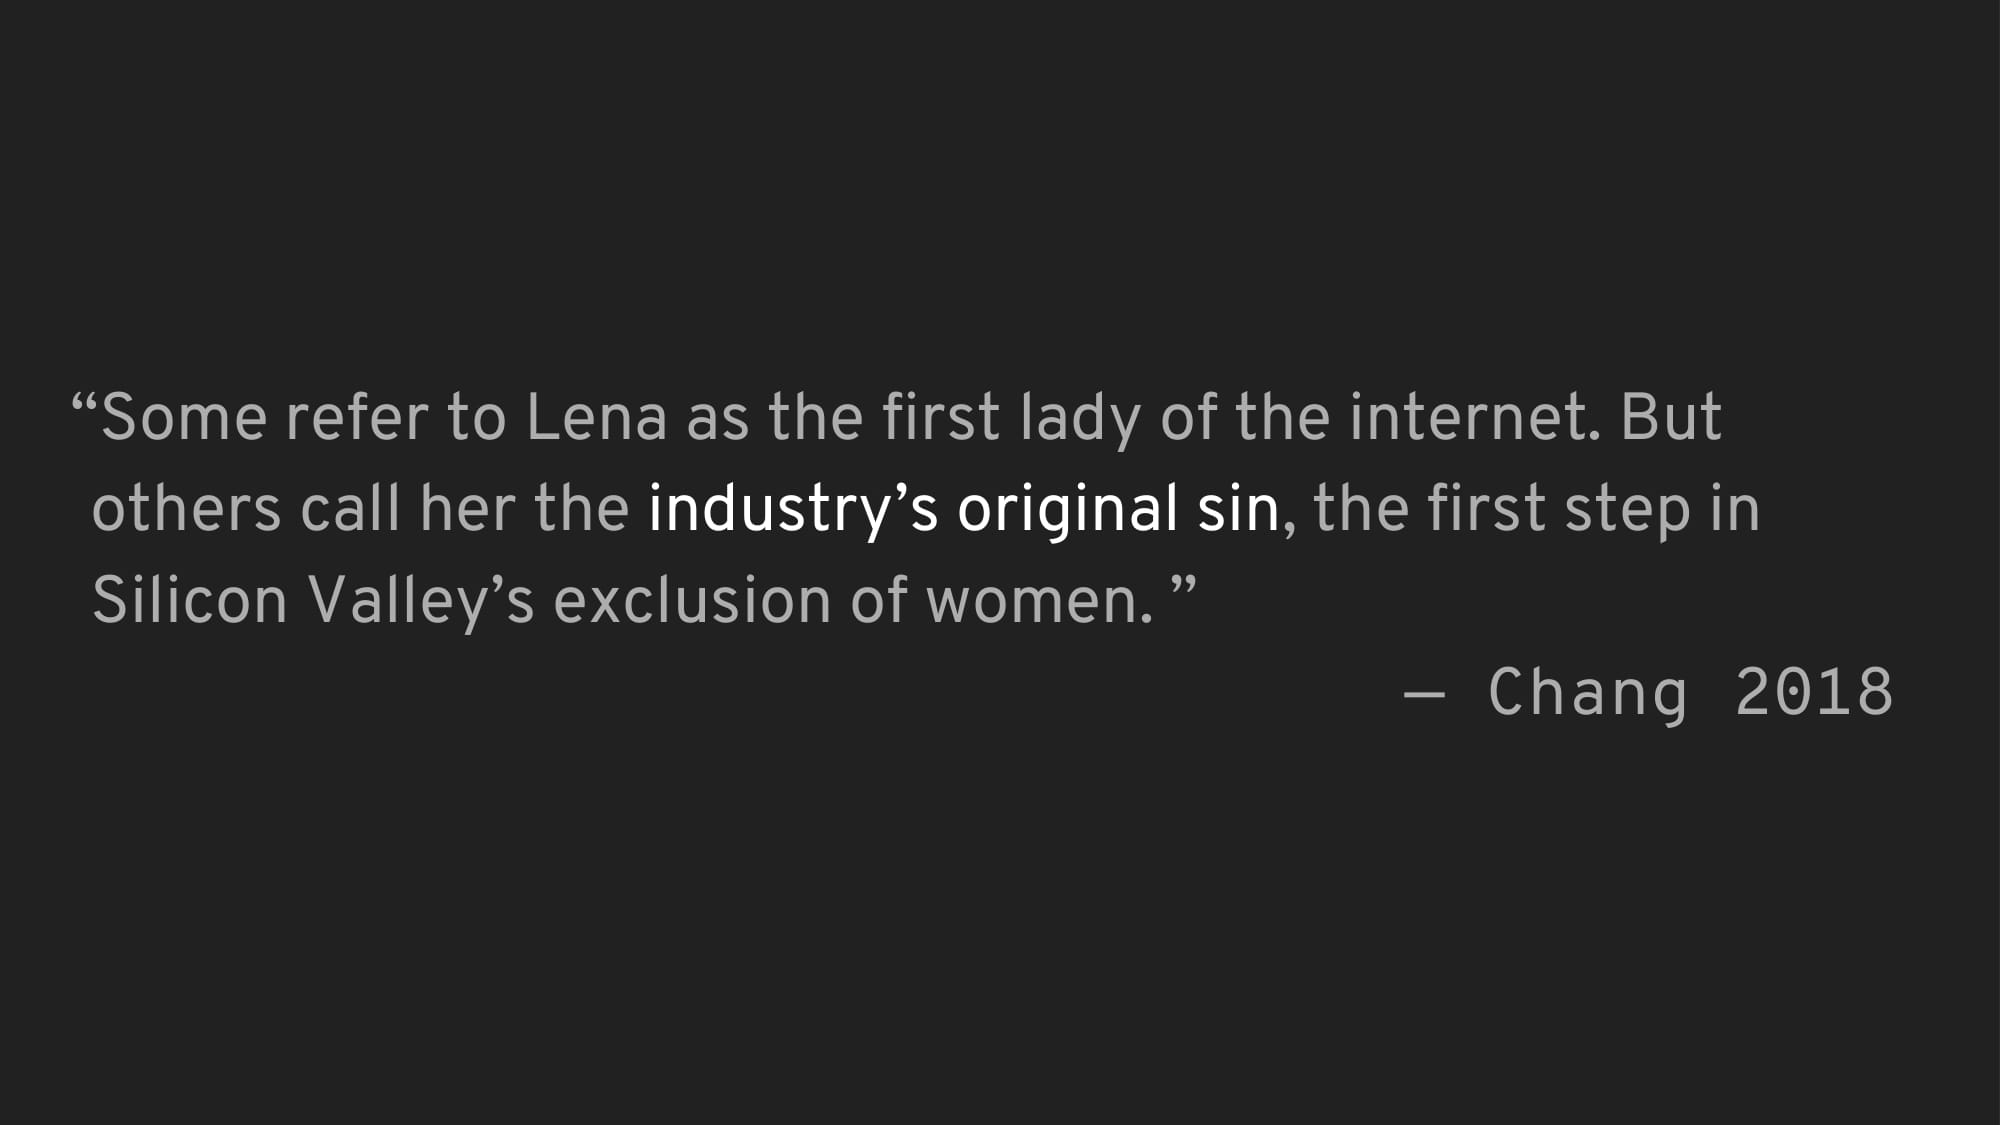 “Some refer to Lena as the first lady of the internet. But
others call her the industry’s original sin, the first step in
Silicon Valley’s exclusion of women. ”
— Chang 2018